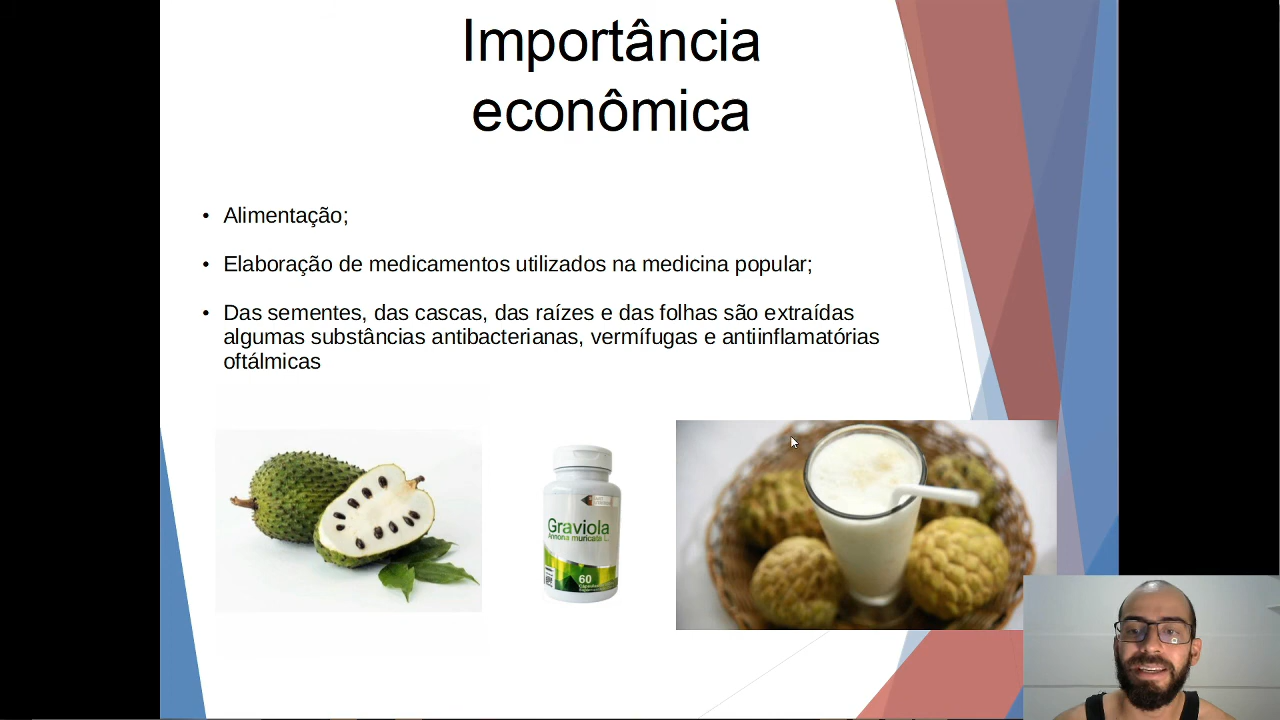 Importância
econômica
• Alimentação;
• Elaboração de medicamentos utilizados na medicina popular;
• Das sementes, das cascas, das raízes e das folhas são extraídas
algumas substâncias antibacterianas, vermífugas e antiinflamatórias
oftálmicas
Graviola
Annona muricata L.
60
Cápsulas